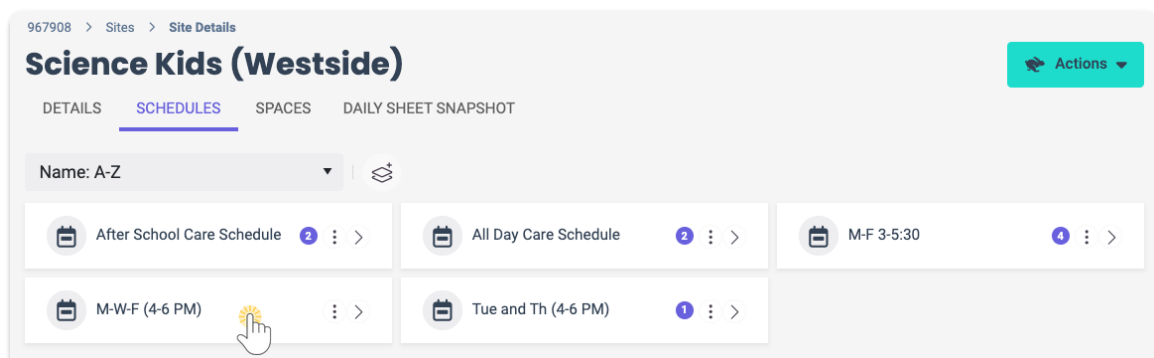 967908 > Sites > Site Details
Science Kids (Westside)
Actions
DETAILS SCHEDULES SPACES DAILY SHEET SNAPSHOT
Name: A-Z
After School Care Schedule 2
All Day Care Schedule 2
M-F 3-5:30 4
M-W-F (4-6 PM)
Tue and Th (4-6 PM) 1